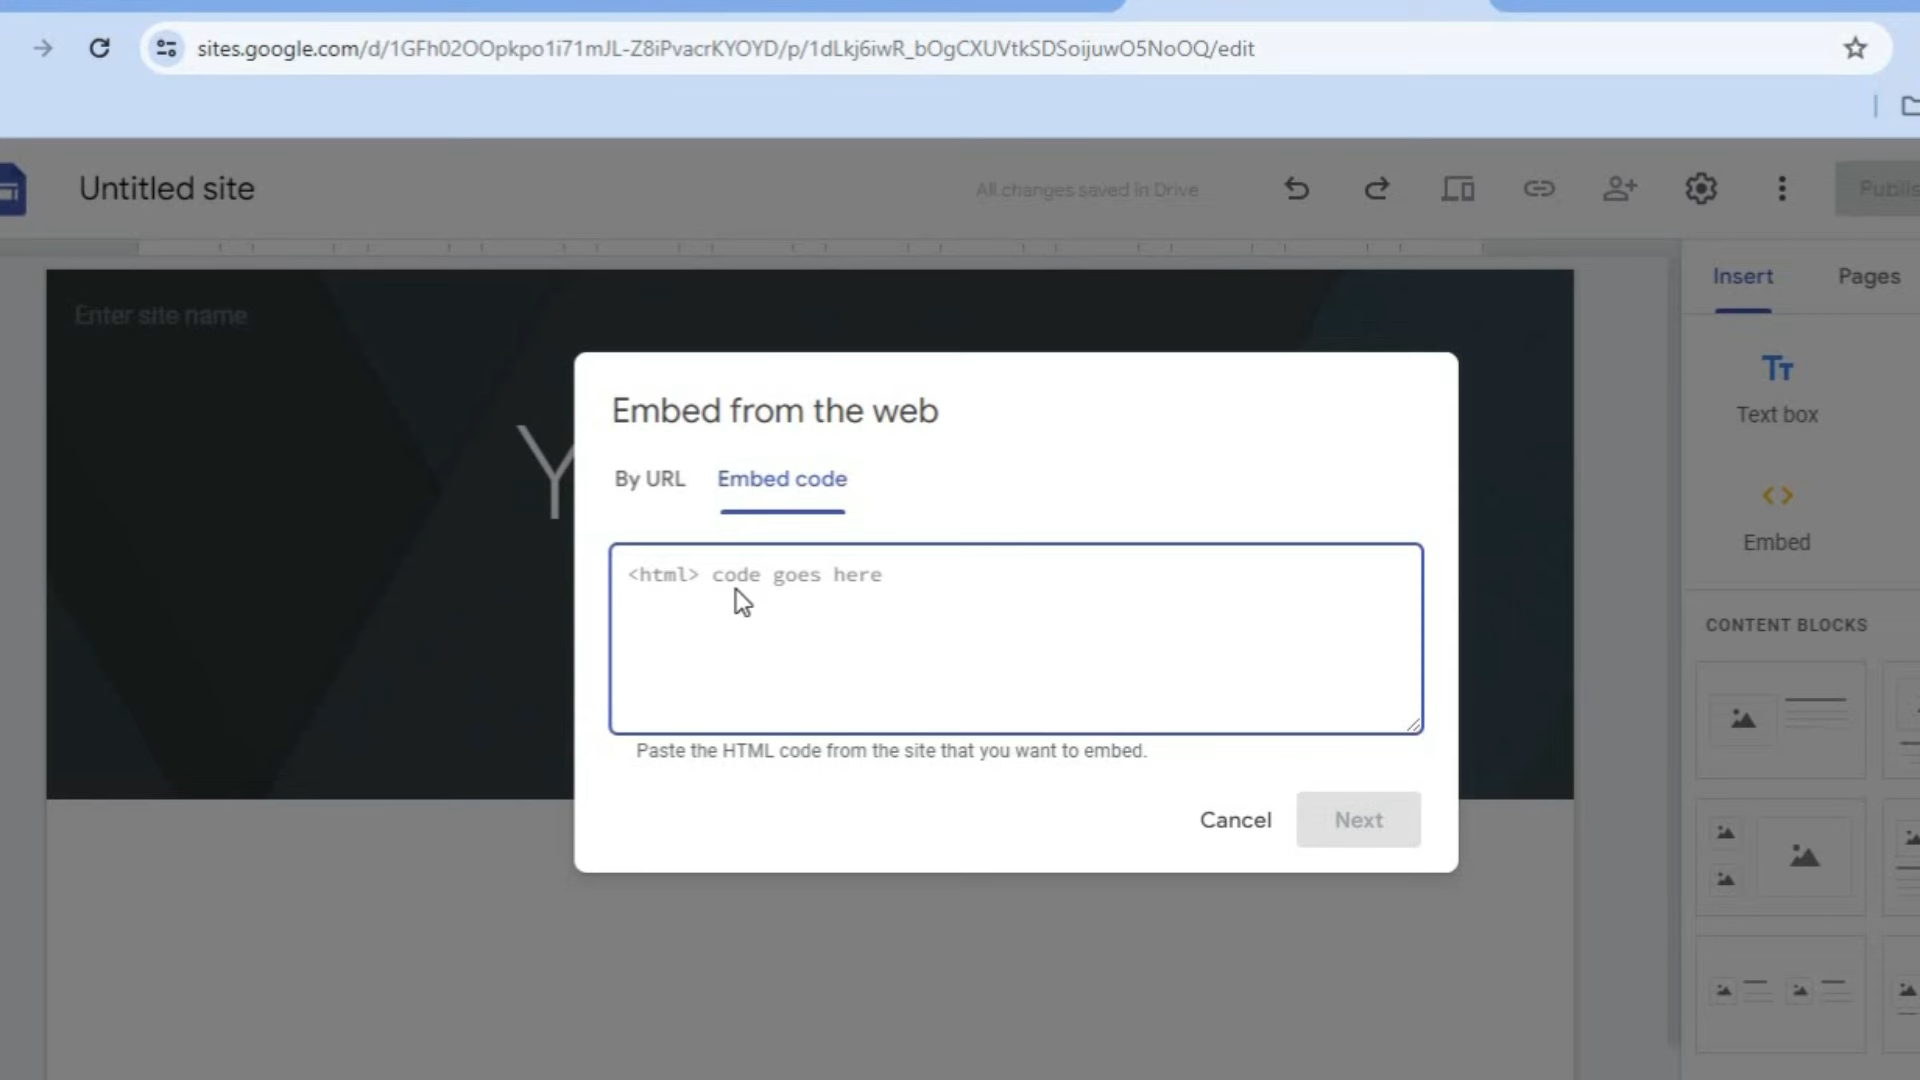 sites.google.com/d/1GFh02OOpkpo1i71mJL-Z8iPvacrKYOYD/p/1dLkj6iwR_bOgCXUVtkSDSoijuwO5NoOQ/edit
Untitled site
All changes saved in Drive
Publis
Insert
Pages
Enter site name
Y
Embed from the web
By URL
Embed code
<html> code goes here
Paste the HTML code from the site that you want to embed.
Cancel
Next
Tt
Text box
Embed
CONTENT BLOCKS